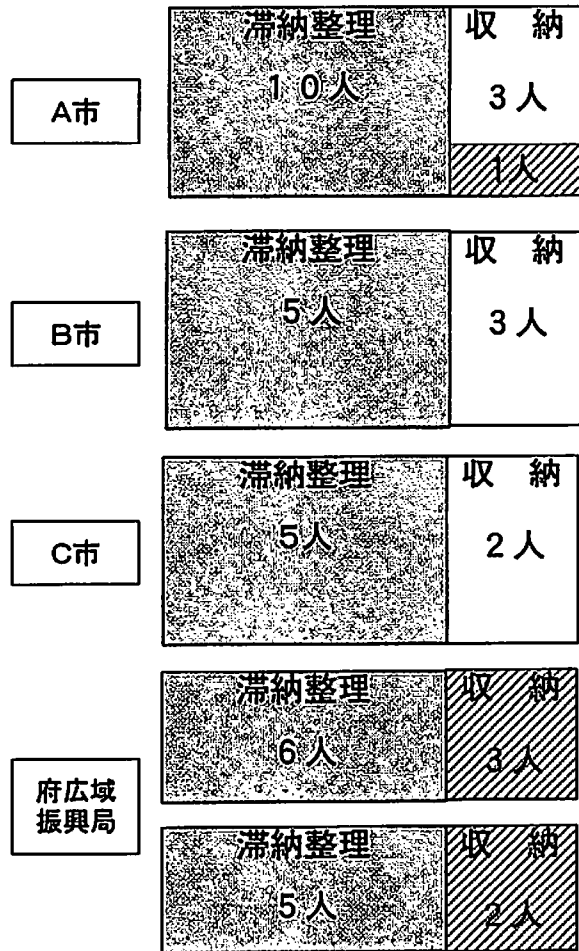 A市
滞納整理
10人
収 納
3人
1人
B市
滞納整理
5人
収 納
3人
C市
滞納整理
5人
収 納
2人
府広域
振興局
滞納整理
6人
収 納
3人
滞納整理
5人
収 納
2人